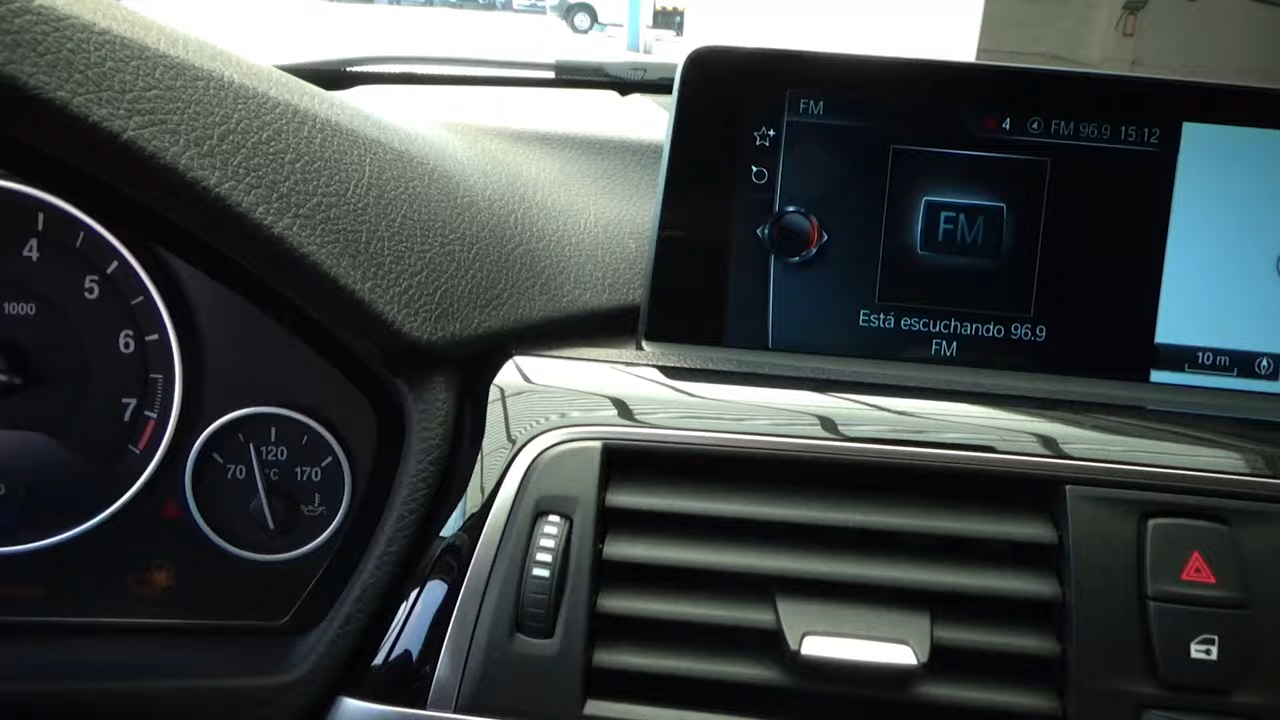 FM
4 FM 96.9 15:12
FM
Está escuchando 96.9
FM
10 m
4
5
1000
6
7
120
70 °C 170